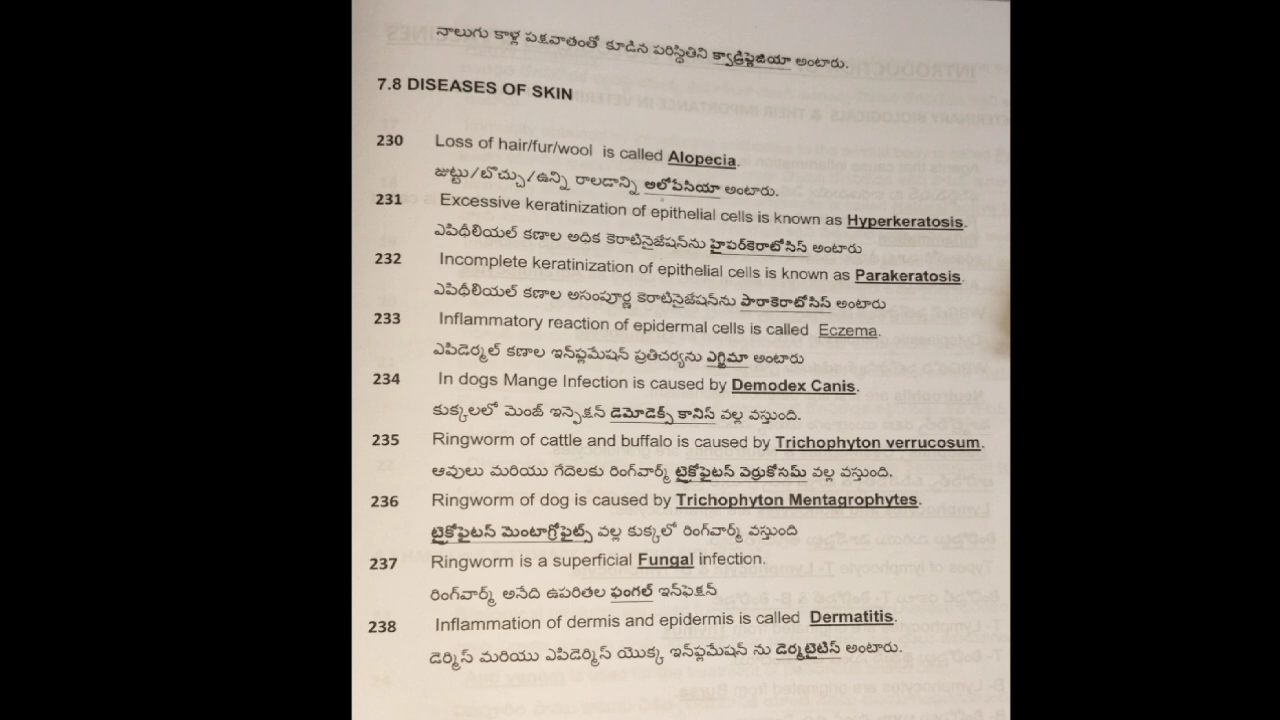 నాలుగు కాళ్ల పక్షవాతంతో కూడిన పరిస్థితిని క్వాడ్రిప్లెజియా అంటారు.
7.8 DISEASES OF SKIN
230 Loss of hair/fur/wool is called Alopecia.
జుట్టు/బొచ్చు/ఉన్ని రాలడాన్ని అలోపేసియా అంటారు.
231 Excessive keratinization of epithelial cells is known as Hyperkeratosis.
ఎపిథీలియల్ కణాల అధిక కెరాటినైజేషన్‌ను హైపర్‌కెరాటోసిస్ అంటారు
232 Incomplete keratinization of epithelial cells is known as Parakeratosis.
ఎపిథీలియల్ కణాల అసంపూర్ణ కెరాటినైజేషన్‌ను పారాకెరాటోసిస్ అంటారు
233 Inflammatory reaction of epidermal cells is called Eczema.
ఎపిడెర్మల్ కణాల ఇన్‌ఫ్లమేషన్ ప్రతిచర్యను ఎగ్జిమా అంటారు
234 In dogs Mange Infection is caused by Demodex Canis.
కుక్కలలో మెంజ్ ఇన్ఫెక్షన్ డెమోడెక్స్ కానిస్ వల్ల వస్తుంది.
235 Ringworm of cattle and buffalo is caused by Trichophyton verrucosum.
ఆవులు మరియు గేదెలకు రింగ్‌వార్మ్ ట్రైకోఫైటన్ వెర్రుకోసమ్ వల్ల వస్తుంది.
236 Ringworm of dog is caused by Trichophyton Mentagrophytes.
ట్రైకోఫైటన్ మెంటాగ్రోఫైట్స్ వల్ల కుక్కలో రింగ్‌వార్మ్ వస్తుంది
237 Ringworm is a superficial Fungal infection.
రింగ్‌వార్మ్ అనేది ఉపరితల ఫంగల్ ఇన్‌ఫెక్షన్
238 Inflammation of dermis and epidermis is called Dermatitis.
డెర్మిస్ మరియు ఎపిడెర్మిస్ యొక్క ఇన్‌ఫ్లమేషన్ ను డెర్మటైటిస్ అంటారు.